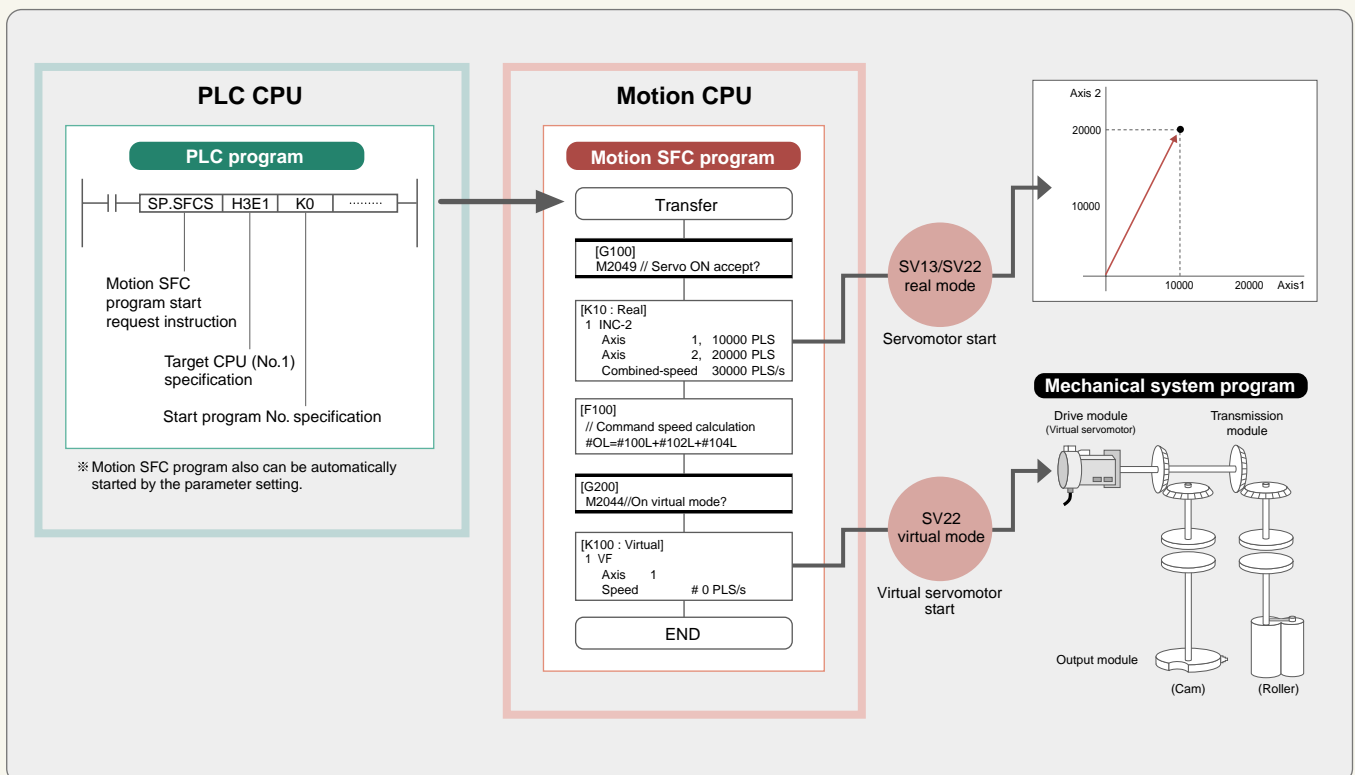 PLC CPU
PLC program
SP.SFCS H3E1 K0 ·········
Motion SFC
program start
request instruction
Target CPU (No.1)
specification
Start program No. specification
※ Motion SFC program also can be automatically
started by the parameter setting.
Motion CPU
Motion SFC program
Transfer
[G100]
M2049 // Servo ON accept?
[K10 : Real]
1 INC-2
Axis 1, 10000 PLS
Axis 2, 20000 PLS
Combined-speed 30000 PLS/s
[F100]
// Command speed calculation
#OL=#100L+#102L+#104L
[G200]
M2044//On virtual mode?
[K100 : Virtual]
1 VF
Axis 1
Speed # 0 PLS/s
END
SV13/SV22
real mode
Servomotor start
SV22
virtual mode
Virtual servomotor
start
Axis 2
20000
10000
10000 20000 Axis1
Mechanical system program
Drive module
(Virtual servomotor)
Transmission
module
Output module
(Cam) (Roller)